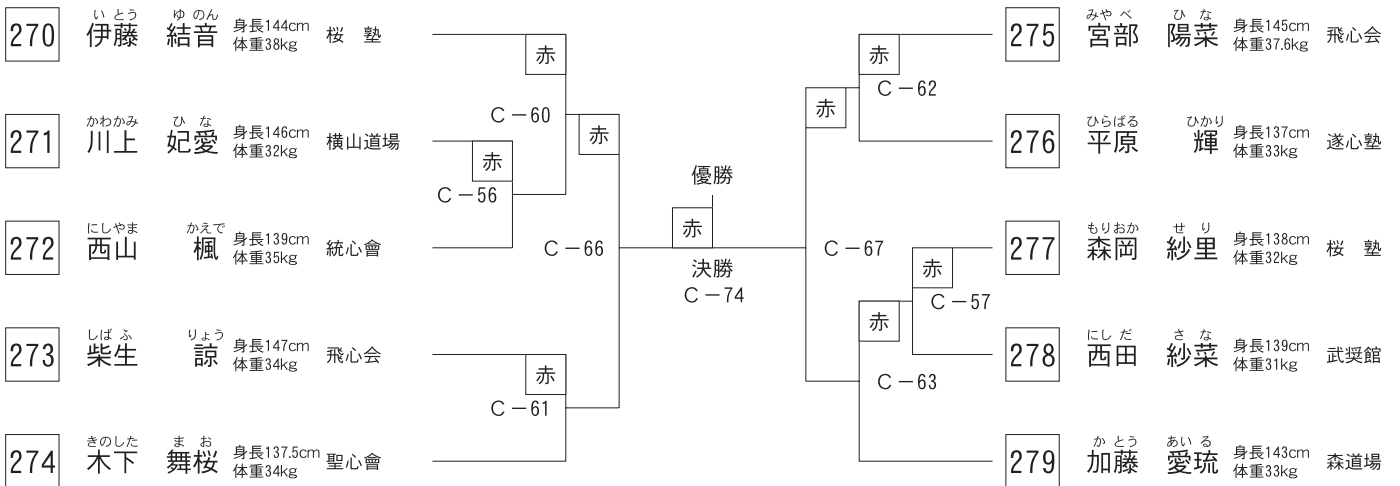 いとう ゆのん
270 伊藤 結音 身長144cm 体重38kg 桜塾
かわかみ ひな
271 川上 妃愛 身長146cm 体重32kg 横山道場
にしやま かえで
272 西山 楓 身長139cm 体重35kg 統心會
しばふ りょう
273 柴生 諒 身長147cm 体重34kg 飛心会
きのした まお
274 木下 舞桜 身長137.5cm 体重34kg 聖心會
赤
C-60
赤
C-56
赤
C-66
赤
C-61
優勝
赤
決勝
C-74
赤
C-62
赤
C-67
赤
C-57
赤
C-63
みやべ ひな
275 宮部 陽菜 身長145cm 体重37.6kg 飛心会
ひらばる ひかり
276 平原 輝 身長137cm 体重33kg 遂心塾
もりおか せり
277 森岡 紗里 身長138cm 体重32kg 桜塾
にしだ さな
278 西田 紗菜 身長139cm 体重31kg 武奨館
かとう あいる
279 加藤 愛琉 身長143cm 体重33kg 森道場